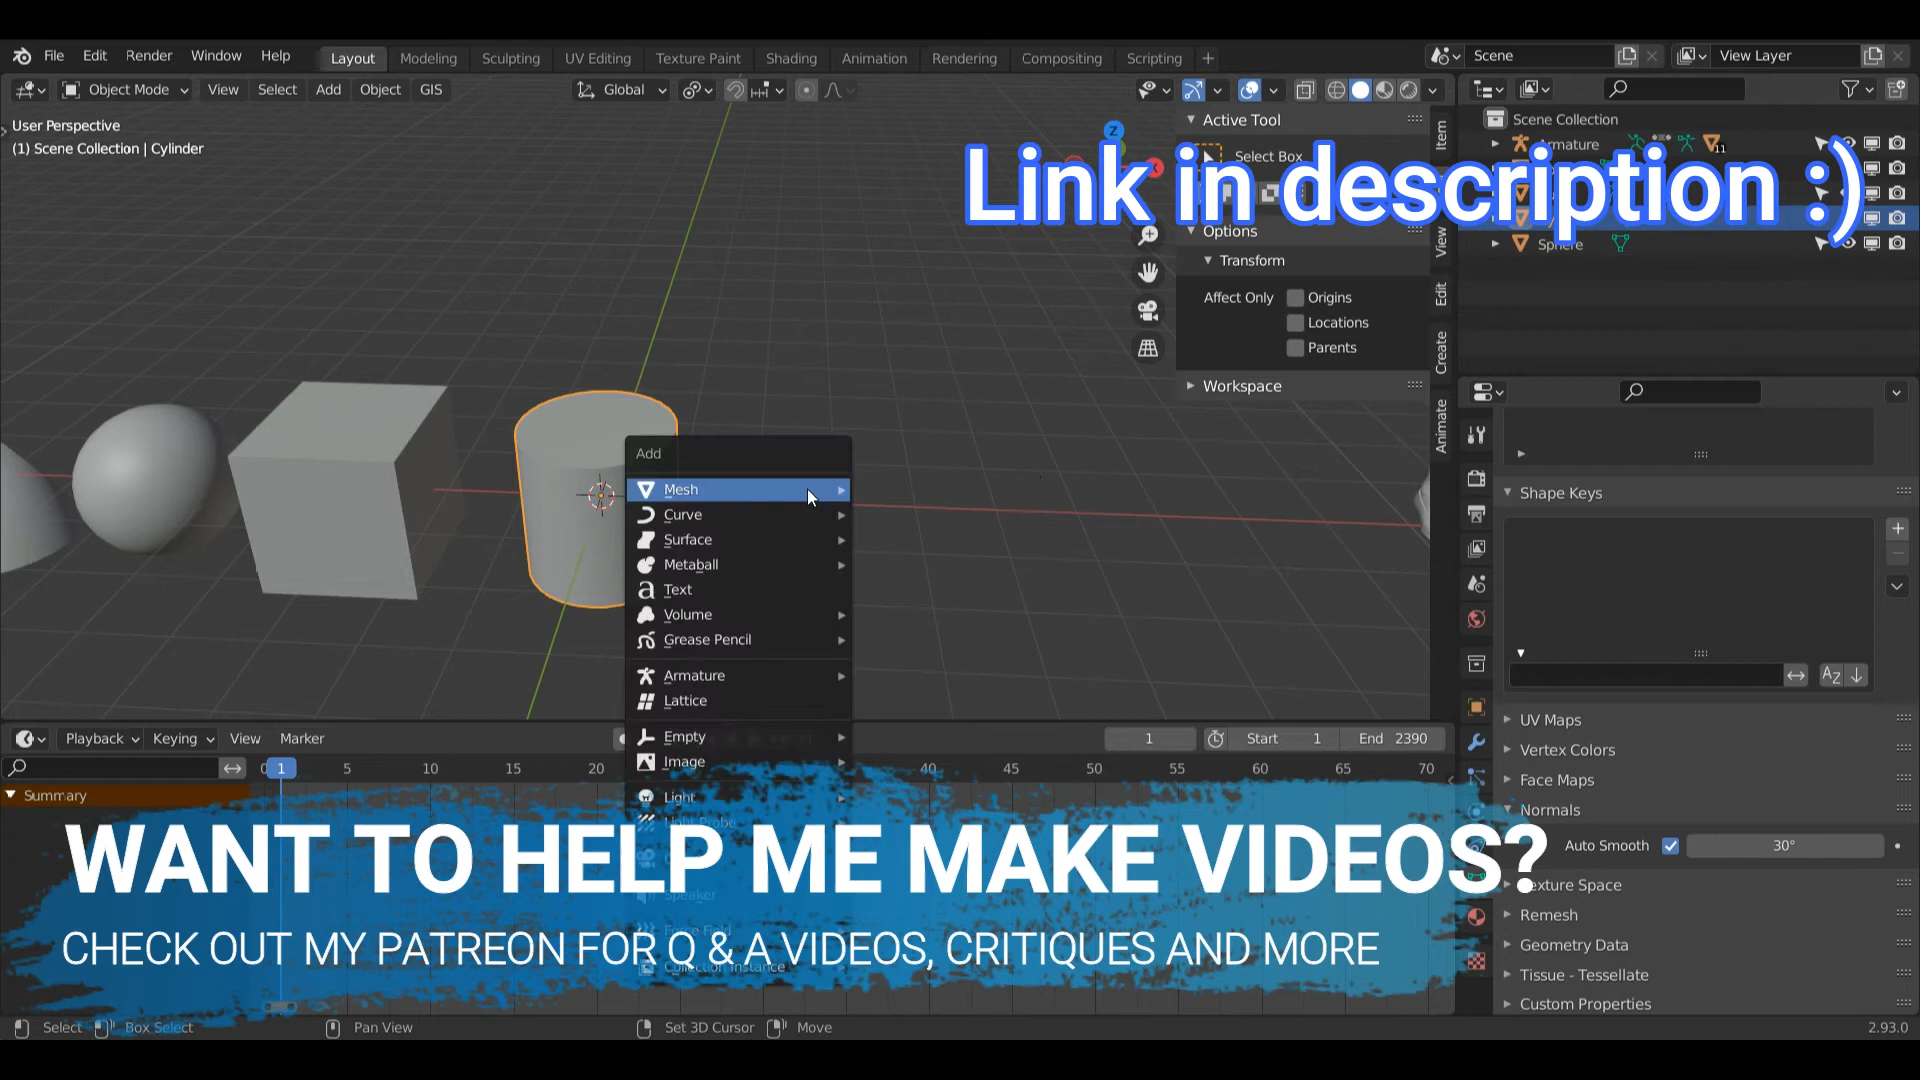 File Edit Render Window Help Layout Modeling Sculpting UV Editing Texture Paint Shading Animation Rendering Compositing Scripting + Scene View Layer
Object Mode View Select Add Object GIS Global
User Perspective
(1) Scene Collection | Cylinder
Z
X
Active Tool
Select Box
Options
Transform
Affect Only Origins
Locations
Parents
Workspace
Item
View
Edit
Create
Animate
Scene Collection
Armature 11
Sphere
Link in description :)
Add
Mesh
Curve
Surface
Metaball
Text
Volume
Grease Pencil
Armature
Lattice
Empty
Image
Light
Light Probe
Speaker
Force Field
Collection Instance
Shape Keys
UV Maps
Vertex Colors
Face Maps
Normals
Auto Smooth 30°
Texture Space
Remesh
Geometry Data
Tissue - Tessellate
Custom Properties
Playback Keying View Marker 1 Start 1 End 2390
0 1 5 10 15 20 40 45 50 55 60 65 70
Summary
WANT TO HELP ME MAKE VIDEOS?
CHECK OUT MY PATREON FOR Q & A VIDEOS, CRITIQUES AND MORE
Select Box Select Pan View Set 3D Cursor Move 2.93.0